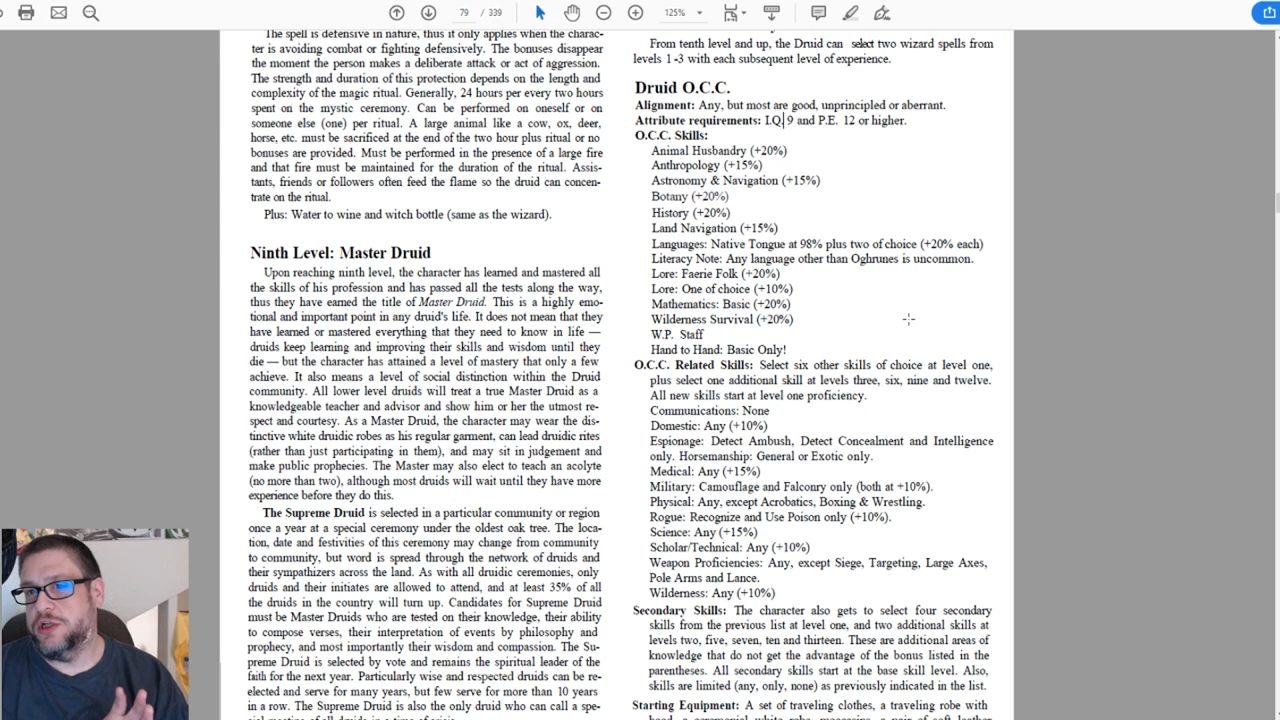 79 / 339
125%
The spell is defensive in nature, thus it only applies when the charac-
ter is avoiding combat or fighting defensively. The bonuses disappear
the moment the person makes a deliberate attack or act of aggression.
The strength and duration of this protection depends on the length and
complexity of the magic ritual. Generally, 24 hours per every two hours
spent on the mystic ceremony. Can be performed on oneself or on
someone else (one) per ritual. A large animal like a cow, ox, deer,
horse, etc. must be sacrificed at the end of the two hour plus ritual or no
bonuses are provided. Must be performed in the presence of a large fire
and that fire must be maintained for the duration of the ritual. Assis-
tants, friends or followers often feed the flame so the druid can concen-
trate on the ritual.
Plus: Water to wine and witch bottle (same as the wizard).
Ninth Level: Master Druid
Upon reaching ninth level, the character has learned and mastered all
the skills of his profession and has passed all the tests along the way,
thus they have earned the title of Master Druid. This is a highly emo-
tional and important point in any druid's life. It does not mean that they
have learned or mastered everything that they need to know in life —
druids keep learning and improving their skills and wisdom until they
die — but the character has attained a level of mastery that only a few
achieve. It also means a level of social distinction within the Druid
community. All lower level druids will treat a true Master Druid as a
knowledgeable teacher and advisor and show him or her the utmost re-
spect and courtesy. As a Master Druid, the character may wear the dis-
tinctive white druidic robes as his regular garment, can lead druidic rites
(rather than just participating in them), and may sit in judgement and
make public prophecies. The Master may also elect to teach an acolyte
(no more than two), although most druids will wait until they have more
experience before they do this.
The Supreme Druid is selected in a particular community or region
once a year at a special ceremony under the oldest oak tree. The loca-
tion, date and festivities of this ceremony may change from community
to community, but word is spread through the network of druids and
their sympathizers across the land. As with all druidic ceremonies, only
druids and their initiates are allowed to attend, and at least 35% of all
the druids in the country will turn up. Candidates for Supreme Druid
must be Master Druids who are tested on their knowledge, their ability
to compose verses, their interpretation of events by philosophy and
prophecy, and most importantly their wisdom and compassion. The Su-
preme Druid is selected by vote and remains the spiritual leader of the
faith for the next year. Particularly wise and respected druids can be re-
elected and serve for many years, but few serve for more than 10 years
in a row. The Supreme Druid is also the only druid who can call a spe-
From tenth level and up, the Druid can select two wizard spells from
levels 1-3 with each subsequent level of experience.
Druid O.C.C.
Alignment: Any, but most are good, unprincipled or aberrant.
Attribute requirements: I.Q. 9 and P.E. 12 or higher.
O.C.C. Skills:
Animal Husbandry (+20%)
Anthropology (+15%)
Astronomy & Navigation (+15%)
Botany (+20%)
History (+20%)
Land Navigation (+15%)
Languages: Native Tongue at 98% plus two of choice (+20% each)
Literacy Note: Any language other than Oghrunes is uncommon.
Lore: Faerie Folk (+20%)
Lore: One of choice (+10%)
Mathematics: Basic (+20%)
Wilderness Survival (+20%)
W.P. Staff
Hand to Hand: Basic Only!
O.C.C. Related Skills: Select six other skills of choice at level one,
plus select one additional skill at levels three, six, nine and twelve.
All new skills start at level one proficiency.
Communications: None
Domestic: Any (+10%)
Espionage: Detect Ambush, Detect Concealment and Intelligence
only. Horsemanship: General or Exotic only.
Medical: Any (+15%)
Military: Camouflage and Falconry only (both at +10%).
Physical: Any, except Acrobatics, Boxing & Wrestling.
Rogue: Recognize and Use Poison only (+10%).
Science: Any (+15%)
Scholar/Technical: Any (+10%)
Weapon Proficiencies: Any, except Siege, Targeting, Large Axes,
Pole Arms and Lance.
Wilderness: Any (+10%)
Secondary Skills: The character also gets to select four secondary
skills from the previous list at level one, and two additional skills at
levels two, five, seven, ten and thirteen. These are additional areas of
knowledge that do not get the advantage of the bonus listed in the
parentheses. All secondary skills start at the base skill level. Also,
skills are limited (any, only, none) as previously indicated in the list.
Starting Equipment: A set of traveling clothes, a traveling robe with